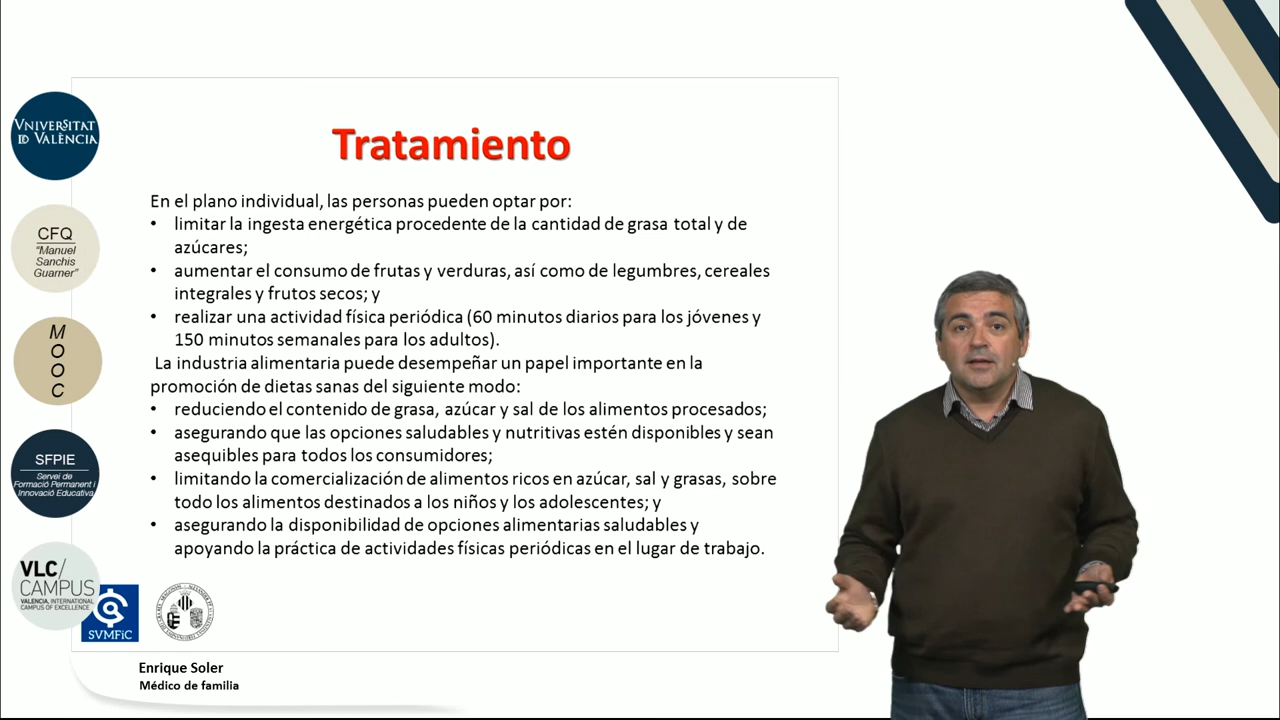 VNIVERSITAT
ID VALÈNCIA
CFQ
"Manuel
Sanchis
Guarner"
M
O
O
C
SFPIE
Servei de
Formació Permanent i
Innovació Educativa
VLC/
CAMPUS
VALENCIA, INTERNATIONAL
CAMPUS OF EXCELLENCE
SVMFiC
Tratamiento
En el plano individual, las personas pueden optar por:
• limitar la ingesta energética procedente de la cantidad de grasa total y de
azúcares;
• aumentar el consumo de frutas y verduras, así como de legumbres, cereales
integrales y frutos secos; y
• realizar una actividad física periódica (60 minutos diarios para los jóvenes y
150 minutos semanales para los adultos).
La industria alimentaria puede desempeñar un papel importante en la
promoción de dietas sanas del siguiente modo:
• reduciendo el contenido de grasa, azúcar y sal de los alimentos procesados;
• asegurando que las opciones saludables y nutritivas estén disponibles y sean
asequibles para todos los consumidores;
• limitando la comercialización de alimentos ricos en azúcar, sal y grasas, sobre
todo los alimentos destinados a los niños y los adolescentes; y
• asegurando la disponibilidad de opciones alimentarias saludables y
apoyando la práctica de actividades físicas periódicas en el lugar de trabajo.
Enrique Soler
Médico de familia